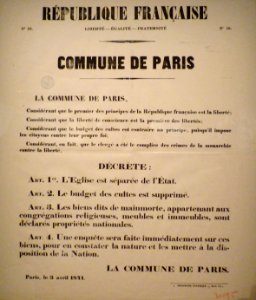 RÉPUBLIQUE FRANÇAISE
LIBERTÉ — ÉGALITÉ — FRATERNITÉ
COMMUNE DE PARIS
LA COMMUNE DE PARIS,
Considérant que le premier des principes de la République française est la liberté;
Considérant que la liberté de conscience est la première des libertés;
Considérant que le budget des cultes est contraire au principe, puisqu'il impose
les citoyens contre leur propre foi;
Considérant, en fait, que le clergé a été le complice des crimes de la monarchie
contre la liberté,
DÉCRÈTE:
ART. 1er. L'Eglise est séparée de l'État.
ART. 2. Le budget des cultes est supprimé.
ART. 3. Les biens dits de mainmorte, appartenant aux
congrégations religieuses, meubles et immeubles, sont
déclarés propriétés nationales.
ART. 4. Une enquête sera faite immédiatement sur ces
biens, pour en constater la nature et les mettre à la dis-
position de la Nation.
LA COMMUNE DE PARIS.
Paris, le 3 avril 1871.